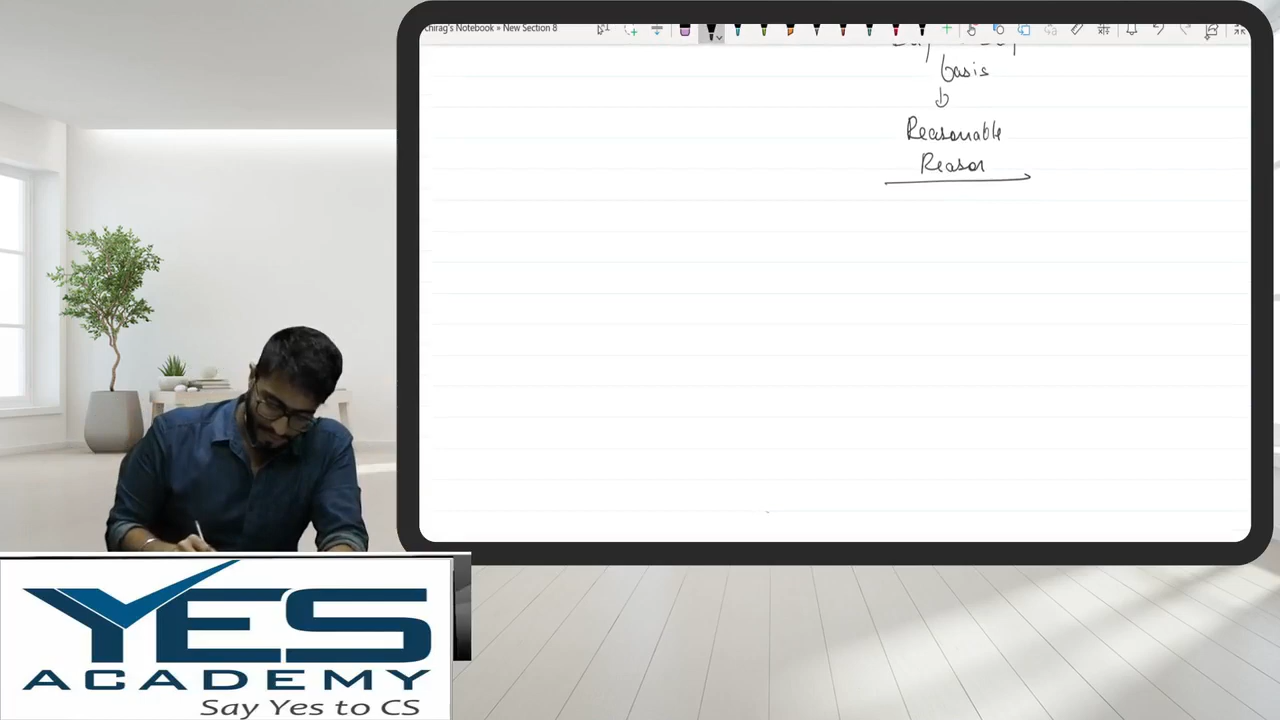 chirag's Notebook » New Section 8
basis
Reasonable
Reason
YES
ACADEMY
Say Yes to CS